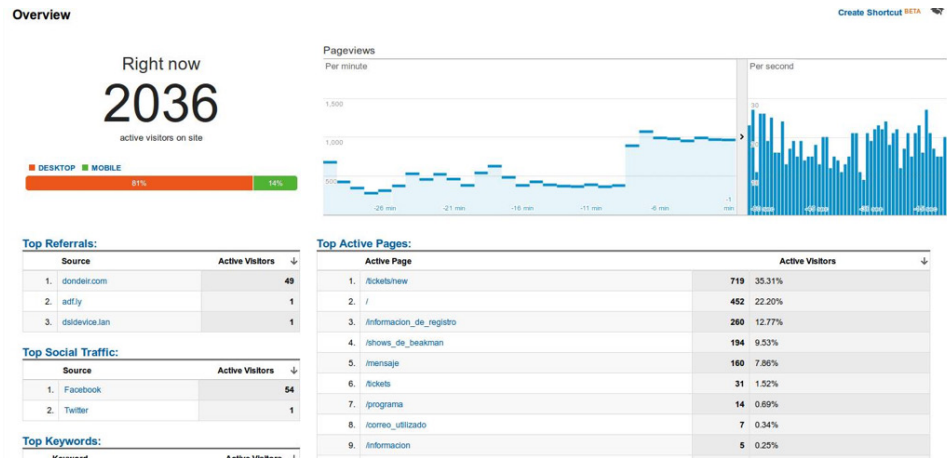 Overview
Create Shortcut BETA
Right now
2036
active visitors on site
DESKTOP MOBILE
81% 14%
Pageviews
Per minute
1,500
1,000
500
-26 min -21 min -16 min -11 min -6 min -1 min
Per second
30
Top Referrals:
Source Active Visitors
1. dondeir.com 49
2. adf.ly 1
3. dsldevice.lan 1
Top Social Traffic:
Source Active Visitors
1. Facebook 54
2. Twitter 1
Top Keywords:
Keyword Active Visitors
Top Active Pages:
Active Page Active Visitors
1. /tickets/new 719 35.31%
2. / 452 22.20%
3. /informacion_de_registro 260 12.77%
4. /shows_de_beakman 194 9.53%
5. /mensaje 160 7.86%
6. /tickets 31 1.52%
7. /programa 14 0.69%
8. /correo_utilizado 7 0.34%
9. /informacion 5 0.25%